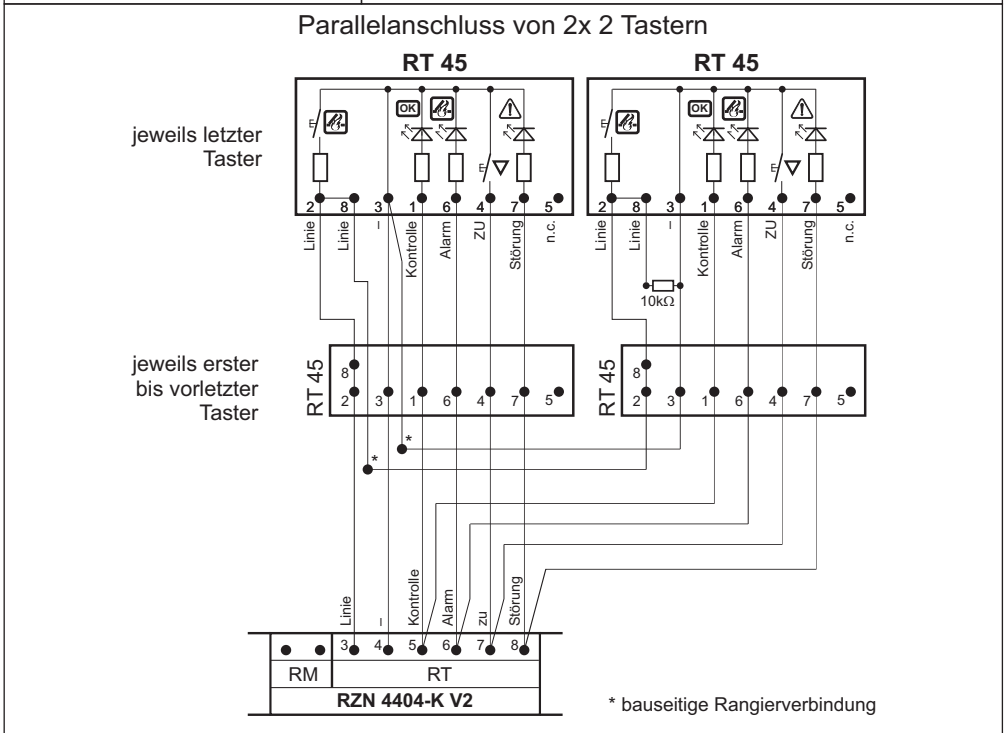 Parallelanschluss von 2x 2 Tastern
RT 45
RT 45
jeweils letzter
Taster
OK
OK
2 8 3 1 6 4 7 5
2 8 3 1 6 4 7 5
Linie
Linie
–
Kontrolle
Alarm
ZU
Störung
n.c.
Linie
Linie
–
Kontrolle
Alarm
ZU
Störung
n.c.
10kΩ
jeweils erster
bis vorletzter
Taster
RT 45
8
2 3 1 6 4 7 5
RT 45
8
2 3 1 6 4 7 5
*
*
Linie
–
Kontrolle
Alarm
zu
Störung
3 4 5 6 7 8
RM
RT
RZN 4404-K V2
* bauseitige Rangierverbindung